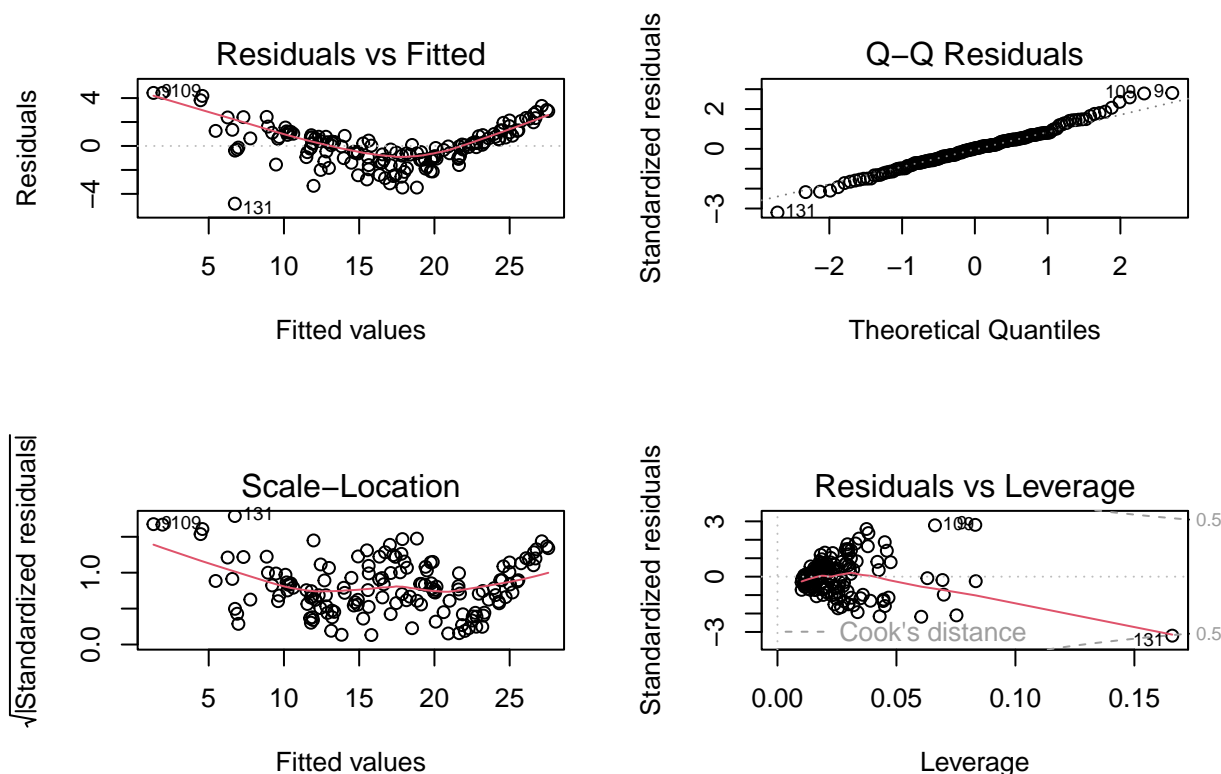 Residuals vs Fitted
Residuals
4
0
−4
9109
131
5 10 15 20 25
Fitted values
Q−Q Residuals
Standardized residuals
2
0
−3
109 9
131
−2 −1 0 1 2
Theoretical Quantiles
Scale−Location
√|Standardized residuals|
1.0
0.0
9109
131
5 10 15 20 25
Fitted values
Residuals vs Leverage
Standardized residuals
3
0
−3
0.5
0.5
131
Cook's distance
0.00 0.05 0.10 0.15
Leverage